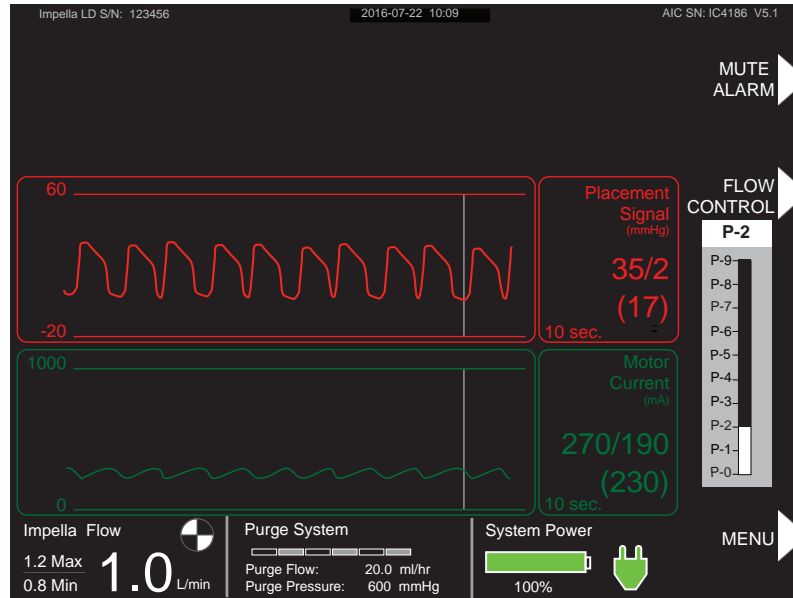 Impella LD S/N: 123456
2016-07-22 10:09
AIC SN: IC4186 V5.1
MUTE
ALARM
FLOW
CONTROL
P-2
P-9
P-8
P-7
P-6
P-5
P-4
P-3
P-2
P-1
P-0
60
-20
Placement
Signal
(mmHg)
35/2
(17)
10 sec.
1000
0
Motor
Current
(mA)
270/190
(230)
10 sec.
Impella Flow
1.2 Max
0.8 Min
1.0 L/min
Purge System
Purge Flow: 20.0 ml/hr
Purge Pressure: 600 mmHg
System Power
100%
MENU